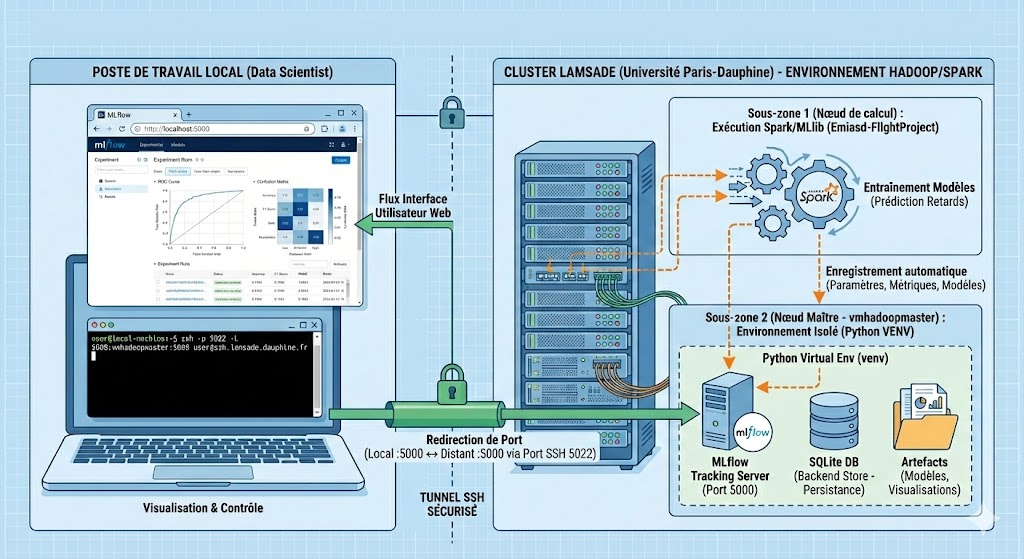 POSTE DE TRAVAIL LOCAL (Data Scientist)
MLflow
http://localhost:5000
mlflow
Models
Experiment
ROC Curve
Experiment Runs
Visualisation & Contrôle
Flux Interface
Utilisateur Web
Redirection de Port
(Local :5000 ↔ Distant :5000 via Port SSH 5022)
TUNNEL SSH
SÉCURISÉ
CLUSTER LAMSADE (Université Paris-Dauphine) - ENVIRONNEMENT HADOOP/SPARK
Sous-zone 1 (Nœud de calcul) :
Exécution Spark/MLlib (Emiasd-FlIghtProject)
Spark
Entraînement Modèles
(Prédiction Retards)
Enregistrement automatique
(Paramètres, Métriques, Modèles)
Sous-zone 2 (Nœud Maître - vmhadoopmaster) :
Environnement Isolé (Python VENV)
Python Virtual Env (venv)
mlflow
MLflow
Tracking Server
(Port 5000)
SQLite DB
(Backend Store -
Persistance)
Artefacts
(Modèles,
Visualisations)